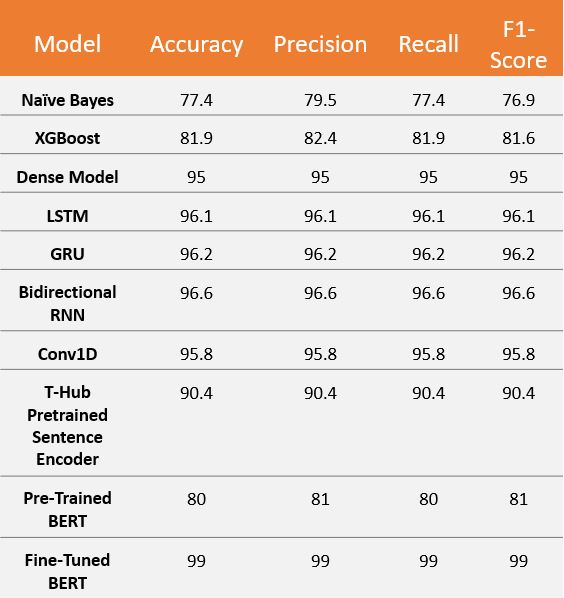 Model Accuracy Precision Recall F1-
Score
Naïve Bayes 77.4 79.5 77.4 76.9
XGBoost 81.9 82.4 81.9 81.6
Dense Model 95 95 95 95
LSTM 96.1 96.1 96.1 96.1
GRU 96.2 96.2 96.2 96.2
Bidirectional 96.6 96.6 96.6 96.6
RNN
Conv1D 95.8 95.8 95.8 95.8
T-Hub 90.4 90.4 90.4 90.4
Pretrained
Sentence
Encoder
Pre-Trained 80 81 80 81
BERT
Fine-Tuned 99 99 99 99
BERT